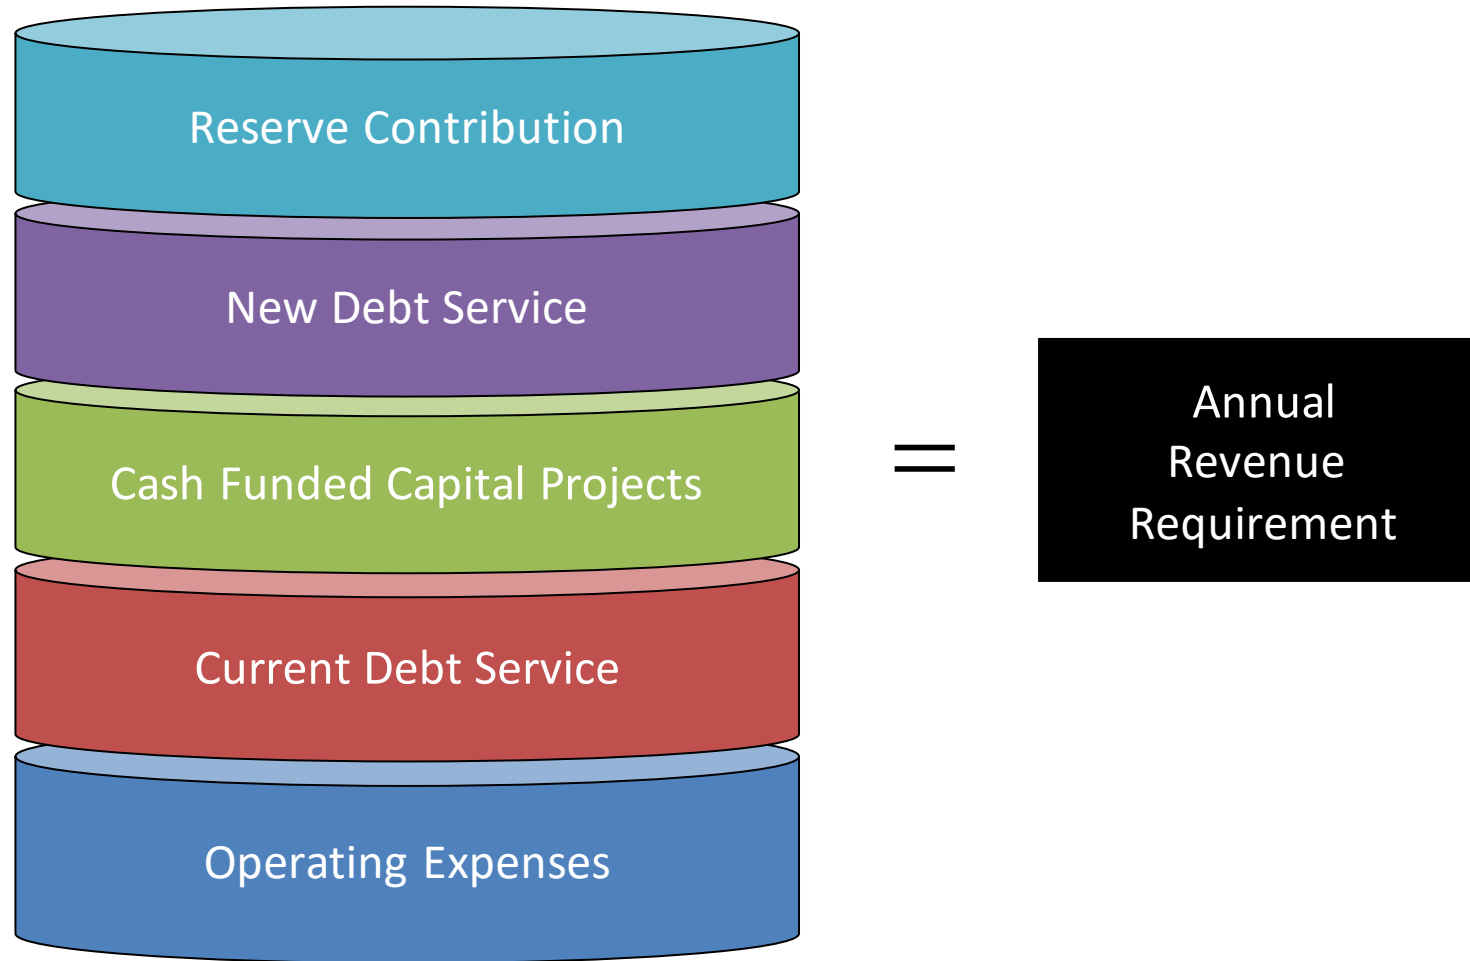 Reserve Contribution
New Debt Service
Cash Funded Capital Projects
Current Debt Service
Operating Expenses
=
Annual
Revenue
Requirement